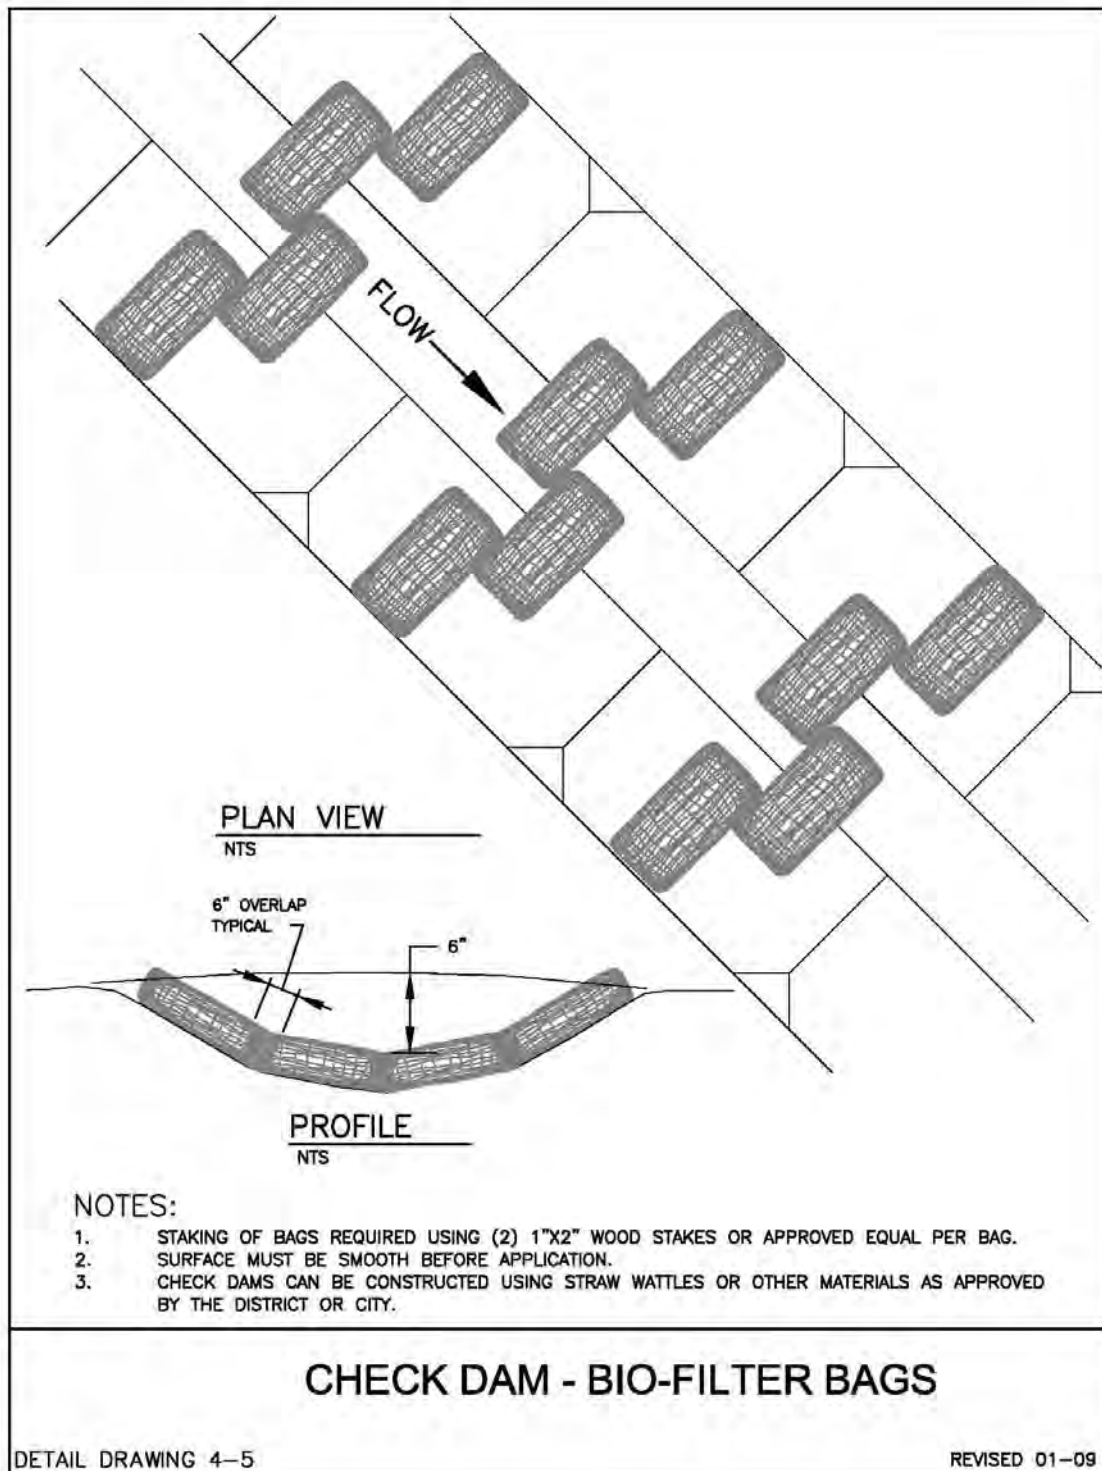 FLOW
PLAN VIEW
NTS
6" OVERLAP
TYPICAL
6"
PROFILE
NTS
NOTES:
1. STAKING OF BAGS REQUIRED USING (2) 1"X2" WOOD STAKES OR APPROVED EQUAL PER BAG.
2. SURFACE MUST BE SMOOTH BEFORE APPLICATION.
3. CHECK DAMS CAN BE CONSTRUCTED USING STRAW WATTLES OR OTHER MATERIALS AS APPROVED
BY THE DISTRICT OR CITY.
CHECK DAM - BIO-FILTER BAGS
DETAIL DRAWING 4-5
REVISED 01-09